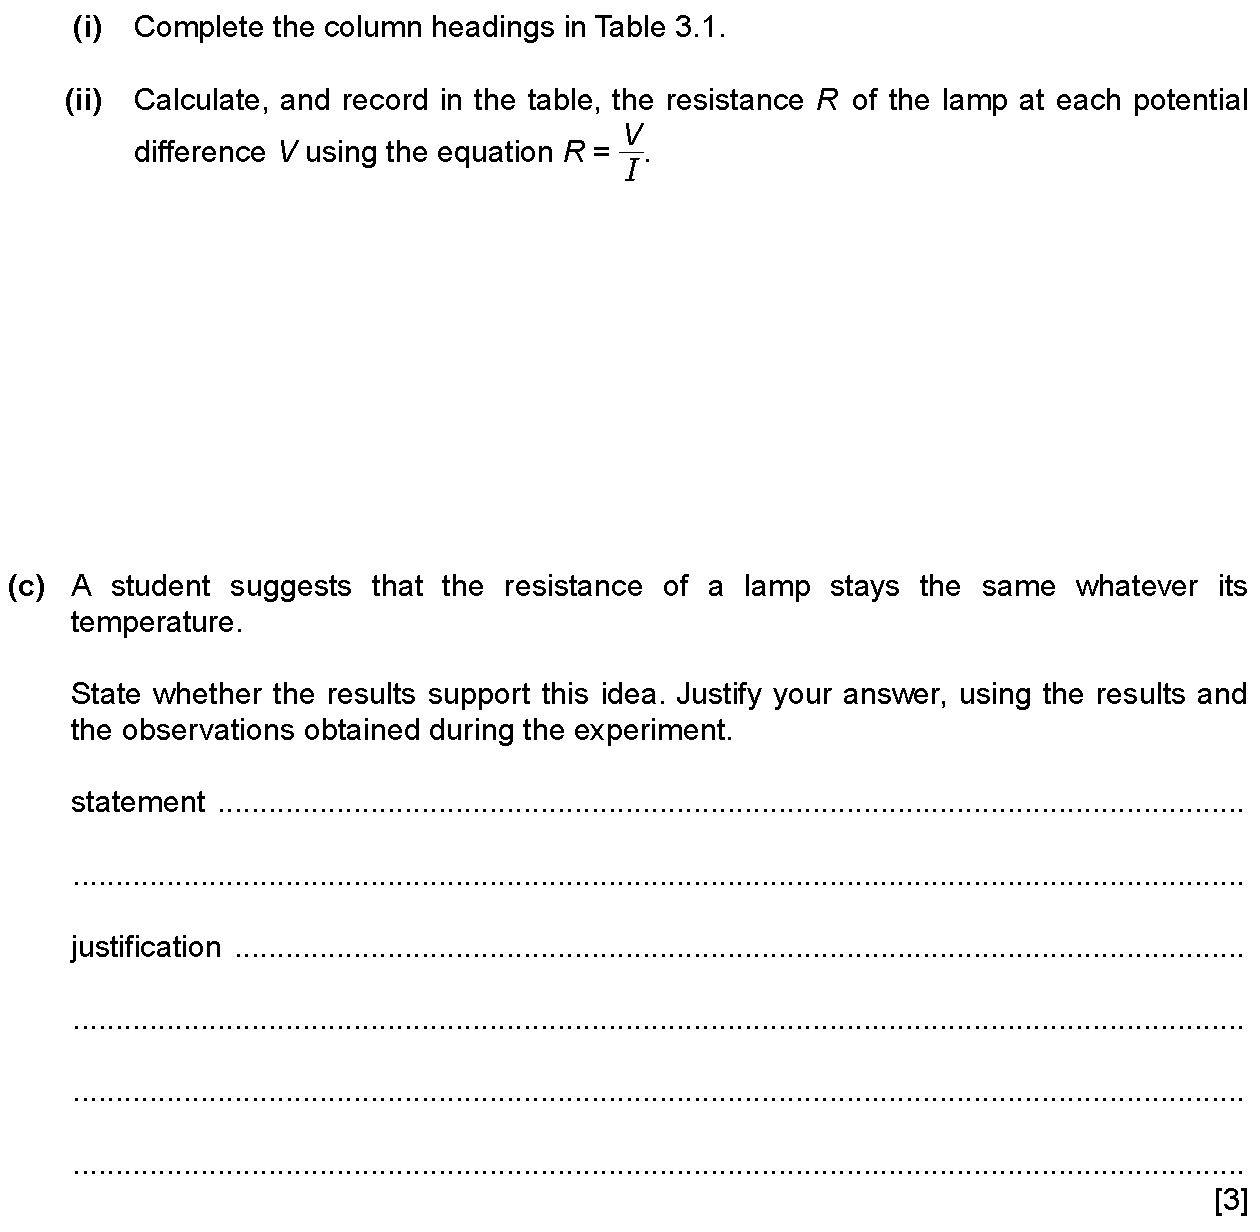 (i) Complete the column headings in Table 3.1.
(ii) Calculate, and record in the table, the resistance R of the lamp at each potential
difference V using the equation R = V/I.
(c) A student suggests that the resistance of a lamp stays the same whatever its
temperature.
State whether the results support this idea. Justify your answer, using the results and
the observations obtained during the experiment.
statement ..........................................................................................................................
..........................................................................................................................................
justification ........................................................................................................................
..........................................................................................................................................
..........................................................................................................................................
..........................................................................................................................................
[3]